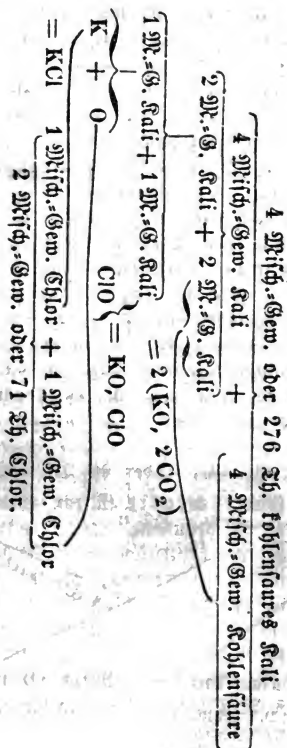 4 Miſch.=Gew. oder 276 Th. kohlenſaures Kali
4 Miſch.=Gew. Kali + 4 Miſch.=Gew. Kohlenſäure
2 M.=G. Kali + 2 M.=G. Kali = 2 (KO, 2CO₂)
1 M.=G. Kali + 1 M.=G. Kali
ClO } = KO, ClO
K + O
= KCl 1 Miſch.=Gew. Chlor + 1 Miſch.=Gew. Chlor
2 Miſch.=Gew. oder 71 Th. Chlor.